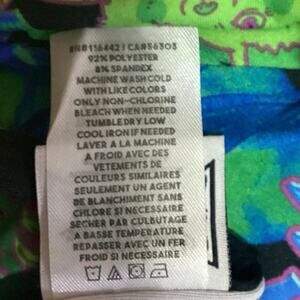 RN#116442 / CA#56303
92% POLYESTER
8% SPANDEX
MACHINE WASH COLD
WITH LIKE COLORS
ONLY NON-CHLORINE
BLEACH WHEN NEEDED
TUMBLE DRY LOW
COOL IRON IF NEEDED
LAVER A LA MACHINE
A FROID AVEC DES
VETEMENTS DE
COULEURS SIMILAIRES
SEULEMENT UN AGENT
DE BLANCHIMENT SANS
CHLORE SI NECESSAIRE
SECHER PAR CULBUTAGE
A BASSE TEMPERATURE
REPASSER AVEC UN FER
FROID SI NECESSAIRE